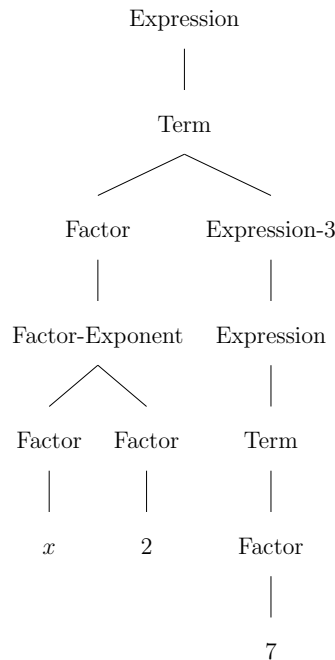 Expression
Term
Factor Expression-3
Factor-Exponent Expression
Factor Factor Term
x 2 Factor
7